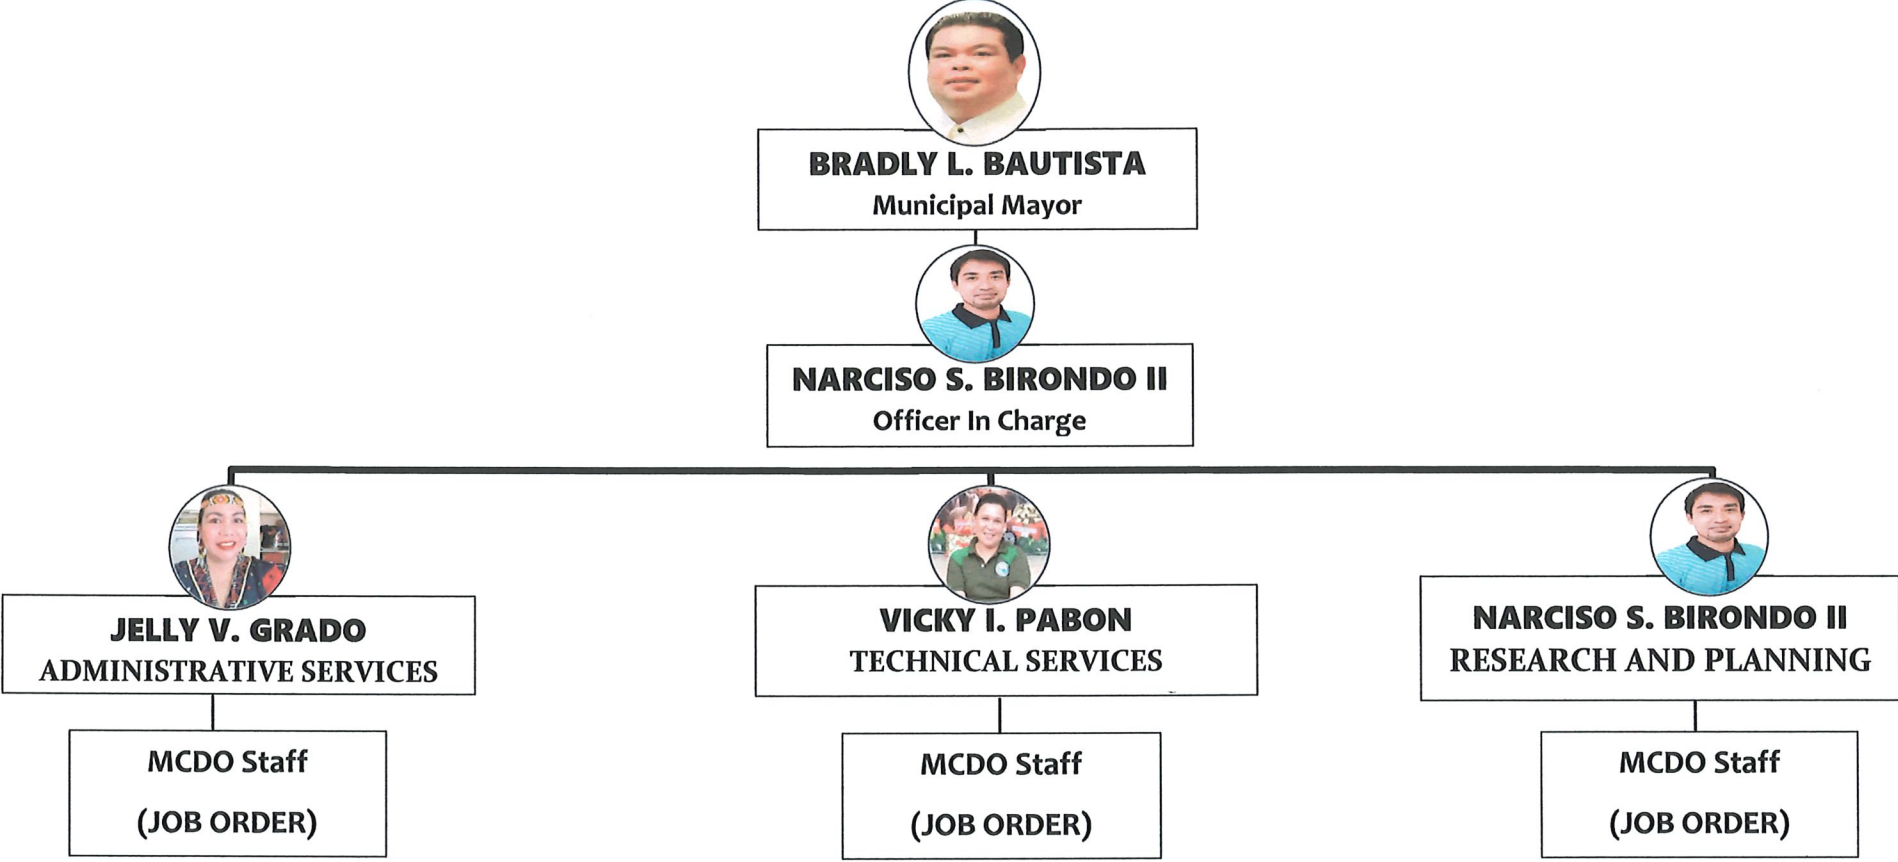 BRADLY L. BAUTISTA
Municipal Mayor
NARCISO S. BIRONDO II
Officer In Charge
JELLY V. GRADO
ADMINISTRATIVE SERVICES
VICKY I. PABON
TECHNICAL SERVICES
NARCISO S. BIRONDO II
RESEARCH AND PLANNING
MCDO Staff
(JOB ORDER)
MCDO Staff
(JOB ORDER)
MCDO Staff
(JOB ORDER)